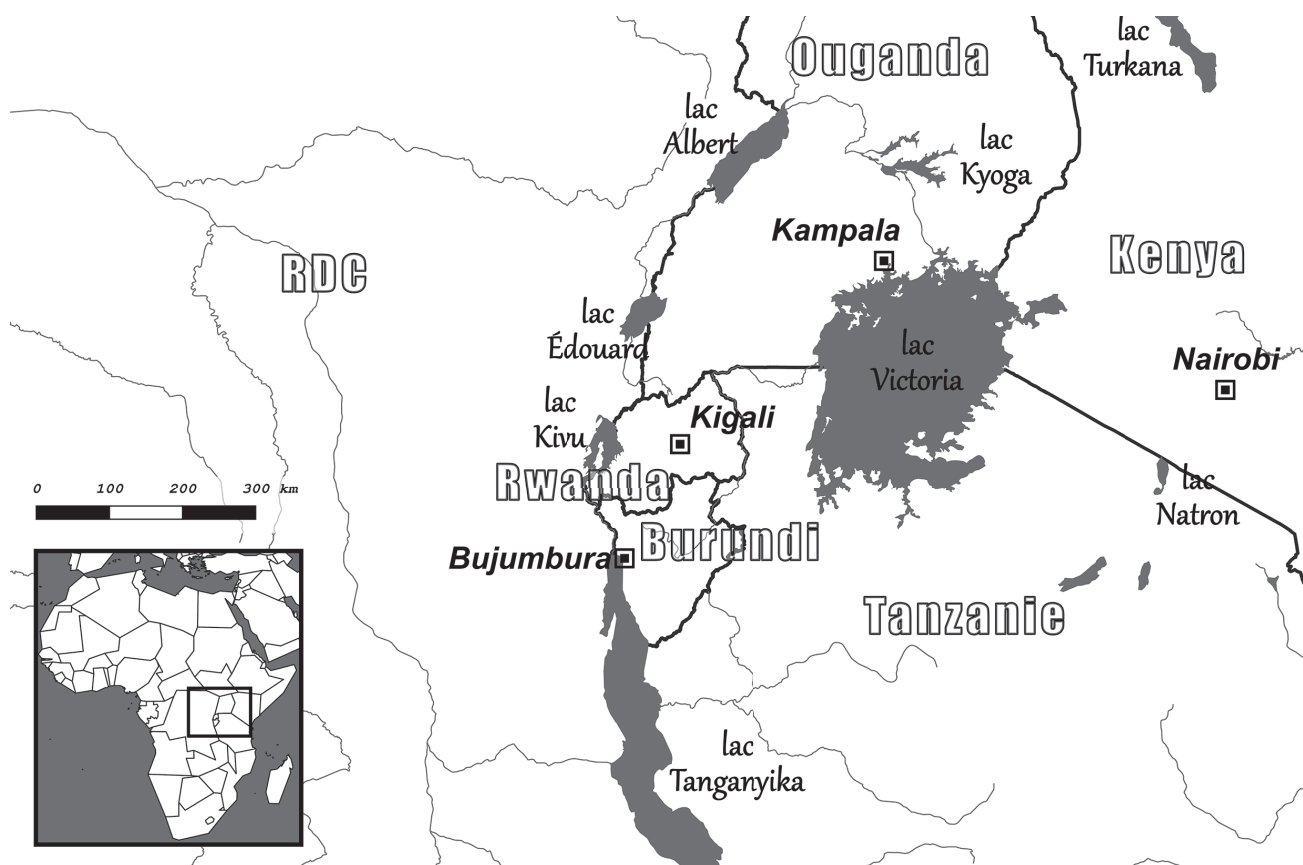 lac
Turkana
Ouganda
lac
Albert
lac
Kyoga
Kampala
Kenya
RDC
lac
Édouard
lac
Victoria
Nairobi
lac
Kivu
Kigali
Rwanda
lac
Natron
0 100 200 300 km
Burundi
Bujumbura
Tanzanie
lac
Tanganyika